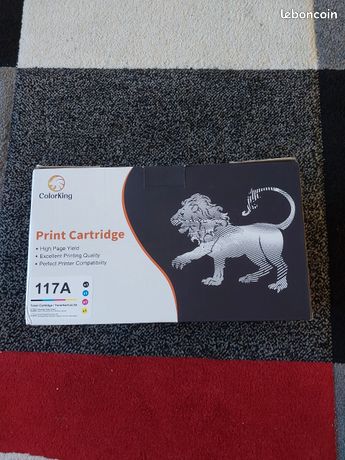 leboncoin
ColorKing
Print Cartridge
• High Page Yield
• Excellent Printing Quality
• Perfect Printer Compatibility
117A